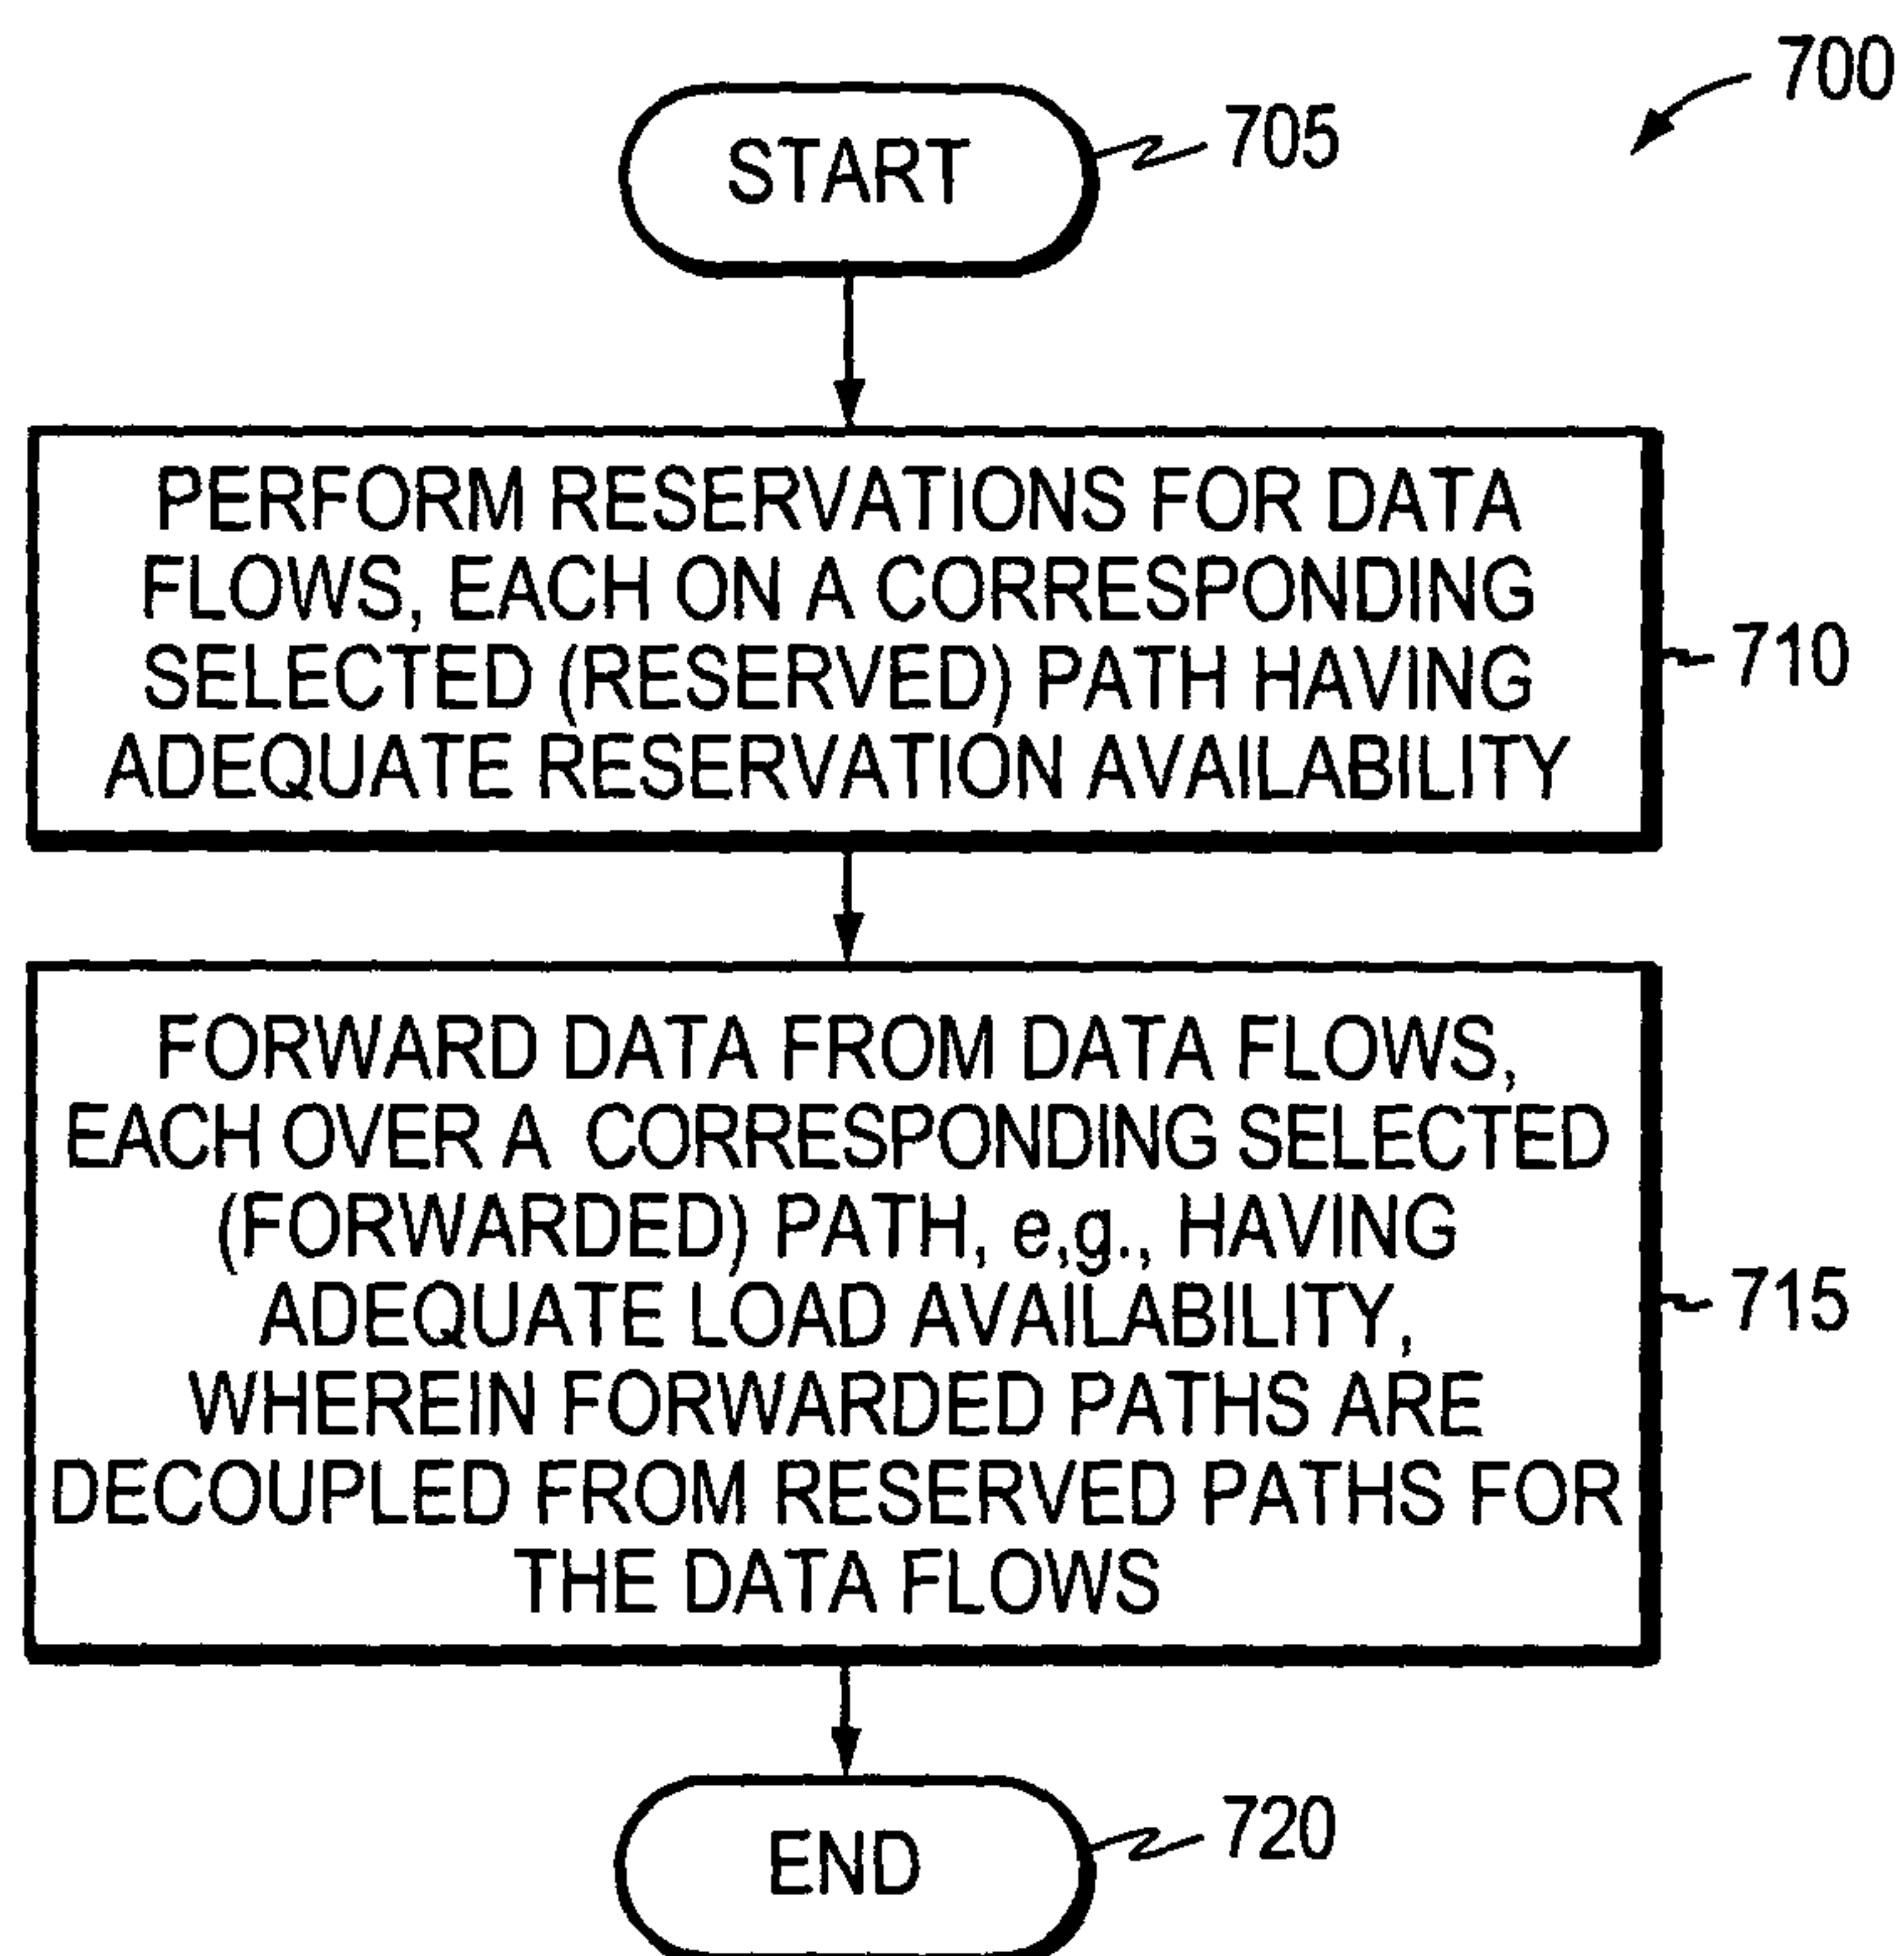 700
START
705
PERFORM RESERVATIONS FOR DATA
FLOWS, EACH ON A CORRESPONDING
SELECTED (RESERVED) PATH HAVING
ADEQUATE RESERVATION AVAILABILITY
710
FORWARD DATA FROM DATA FLOWS,
EACH OVER A CORRESPONDING SELECTED
(FORWARDED) PATH, e,g., HAVING
ADEQUATE LOAD AVAILABILITY,
WHEREIN FORWARDED PATHS ARE
DECOUPLED FROM RESERVED PATHS FOR
THE DATA FLOWS
715
END
720